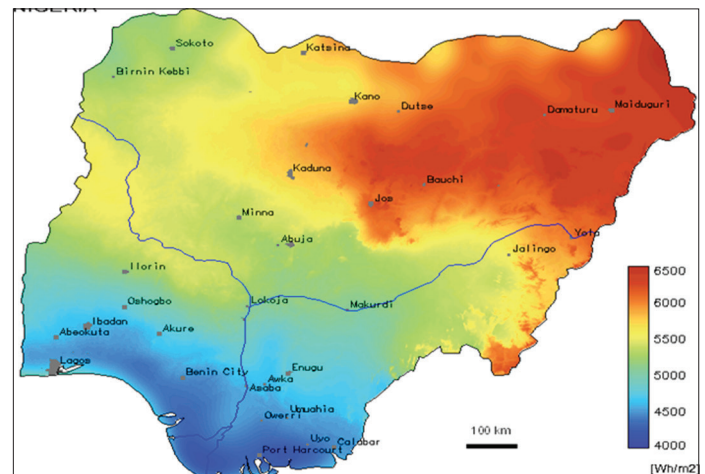 NIGERIA
Sokoto
Katsina
Birnin Kebbi
Kano
Dutse
Damaturu
Maiduguri
Kaduna
Bauchi
Jos
Minna
Abuja
Yola
Jalingo
Ilorin
Oshogbo
Lokoja
Makurdi
Ibadan
Abeokuta
Akure
Lagos
Benin City
Enugu
Awka
Asaba
Umuahia
Owerri
Uyo
Calabar
Port Harcourt
100 km
6500
6000
5500
5000
4500
4000
[Wh/m2]